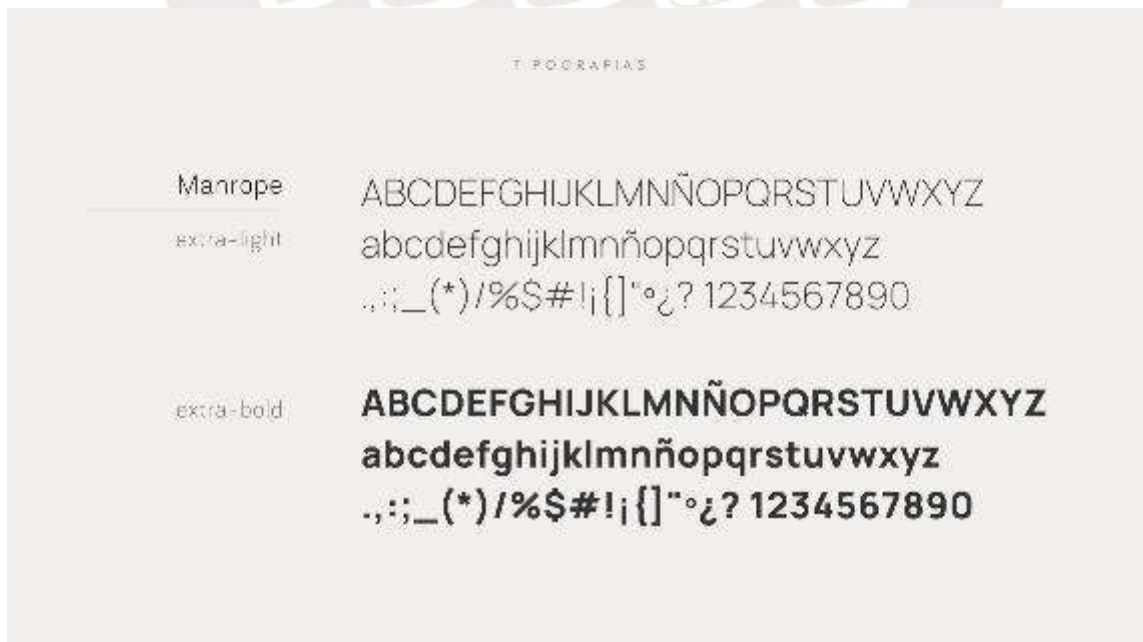 TIPOGRAFIAS
Manrope
extra-light
ABCDEFGHIJKLMNÑOPQRSTUVWXYZ
abcdefghijklmnñopqrstuvwxyz
.,:;_(*)/%$#!¡{]¨°¿? 1234567890
extra-bold
ABCDEFGHIJKLMNÑOPQRSTUVWXYZ
abcdefghijklmnñopqrstuvwxyz
.,:;_(*)/%$#!¡{]¨°¿? 1234567890